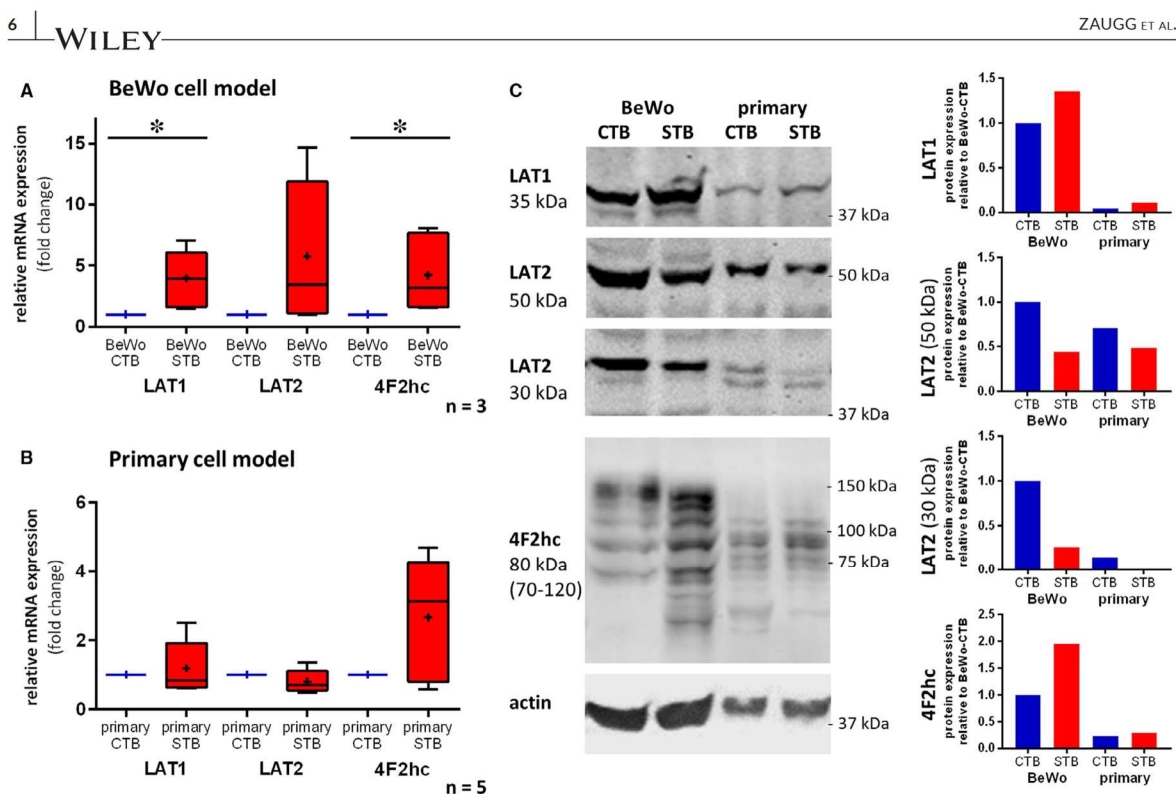 6
WILEY
ZAUGG ET AL.
A
BeWo cell model
relative mRNA expression
(fold change)
15
10
5
0
*
*
BeWo
CTB
BeWo
STB
BeWo
CTB
BeWo
STB
BeWo
CTB
BeWo
STB
LAT1
LAT2
4F2hc
n = 3
B
Primary cell model
relative mRNA expression
(fold change)
6
4
2
0
primary
CTB
primary
STB
primary
CTB
primary
STB
primary
CTB
primary
STB
LAT1
LAT2
4F2hc
n = 5
C
BeWo
primary
CTB
STB
CTB
STB
LAT1
35 kDa
- 37 kDa
LAT2
50 kDa
- 50 kDa
LAT2
30 kDa
- 37 kDa
4F2hc
80 kDa
(70-120)
- 150 kDa
- 100 kDa
- 75 kDa
actin
- 37 kDa
LAT1
protein expression
relative to BeWo-CTB
1.5
1.0
0.5
0.0
CTB
STB
CTB
STB
BeWo
primary
LAT2 (50 kDa)
protein expression
relative to BeWo-CTB
1.5
1.0
0.5
0.0
CTB
STB
CTB
STB
BeWo
primary
LAT2 (30 kDa)
protein expression
relative to BeWo-CTB
1.5
1.0
0.5
0.0
CTB
STB
CTB
STB
BeWo
primary
4F2hc
protein expression
relative to BeWo-CTB
2.5
2.0
1.5
1.0
0.5
0.0
CTB
STB
CTB
STB
BeWo
primary